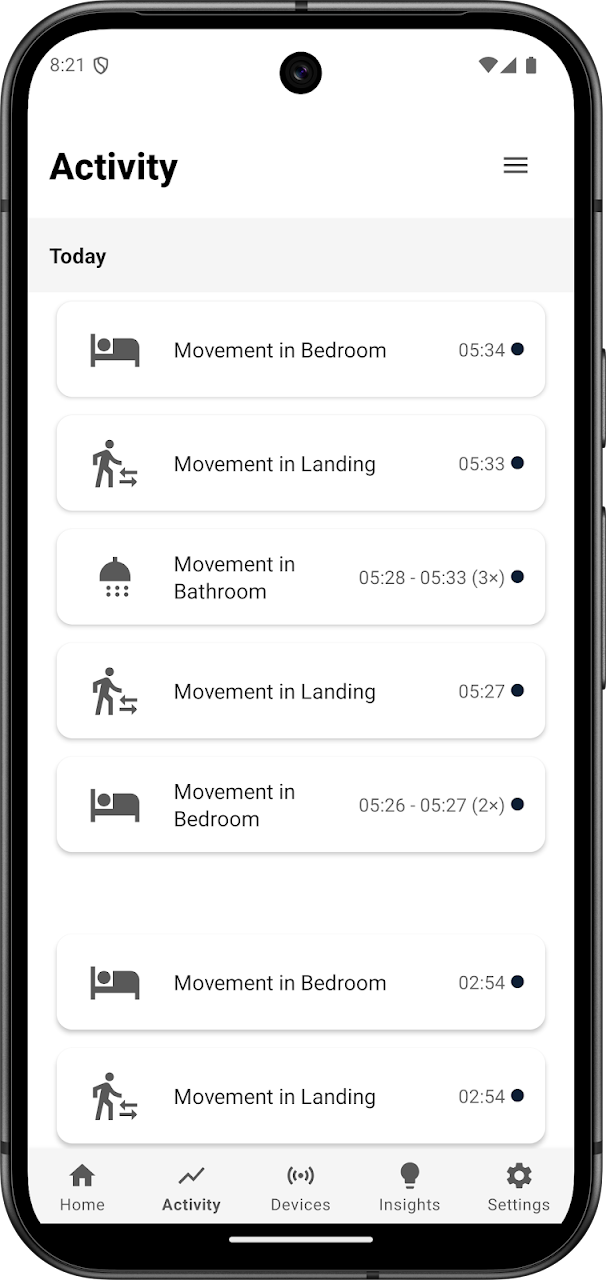 8:21
Activity
Today
Movement in Bedroom 05:34
Movement in Landing 05:33
Movement in
Bathroom
05:28 - 05:33 (3×)
Movement in Landing 05:27
Movement in
Bedroom
05:26 - 05:27 (2×)
Movement in Bedroom 02:54
Movement in Landing 02:54
Home Activity Devices Insights Settings